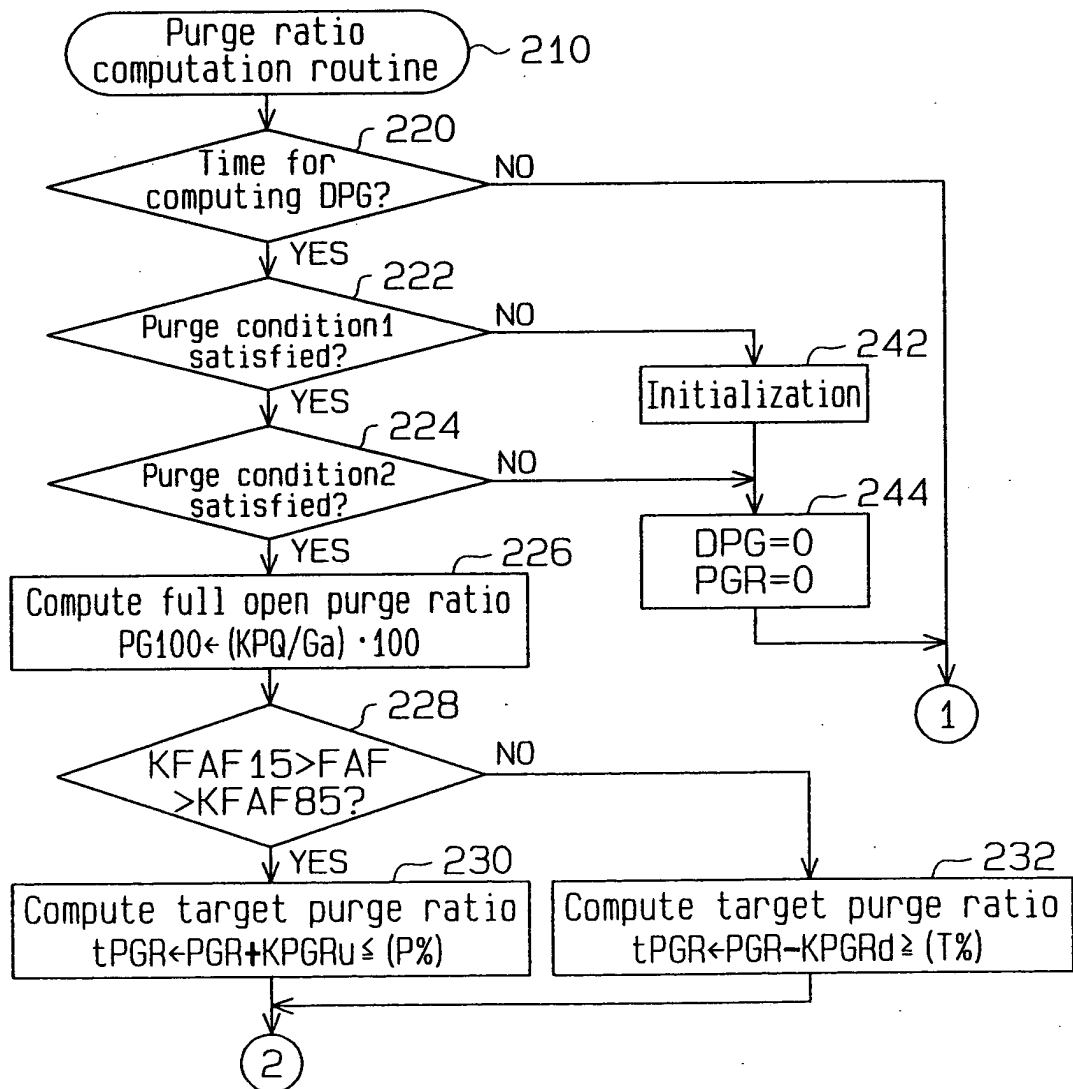 Purge ratio
computation routine
210
220
Time for
computing DPG?
NO
YES
222
Purge condition1
satisfied?
NO
242
Initialization
YES
224
Purge condition2
satisfied?
NO
244
DPG=0
PGR=0
YES
226
Compute full open purge ratio
PG100←(KPQ/Ga)·100
1
228
KFAF15>FAF
>KFAF85?
NO
YES
230
Compute target purge ratio
tPGR←PGR+KPGRu≦(P%)
232
Compute target purge ratio
tPGR←PGR-KPGRd≧(T%)
2